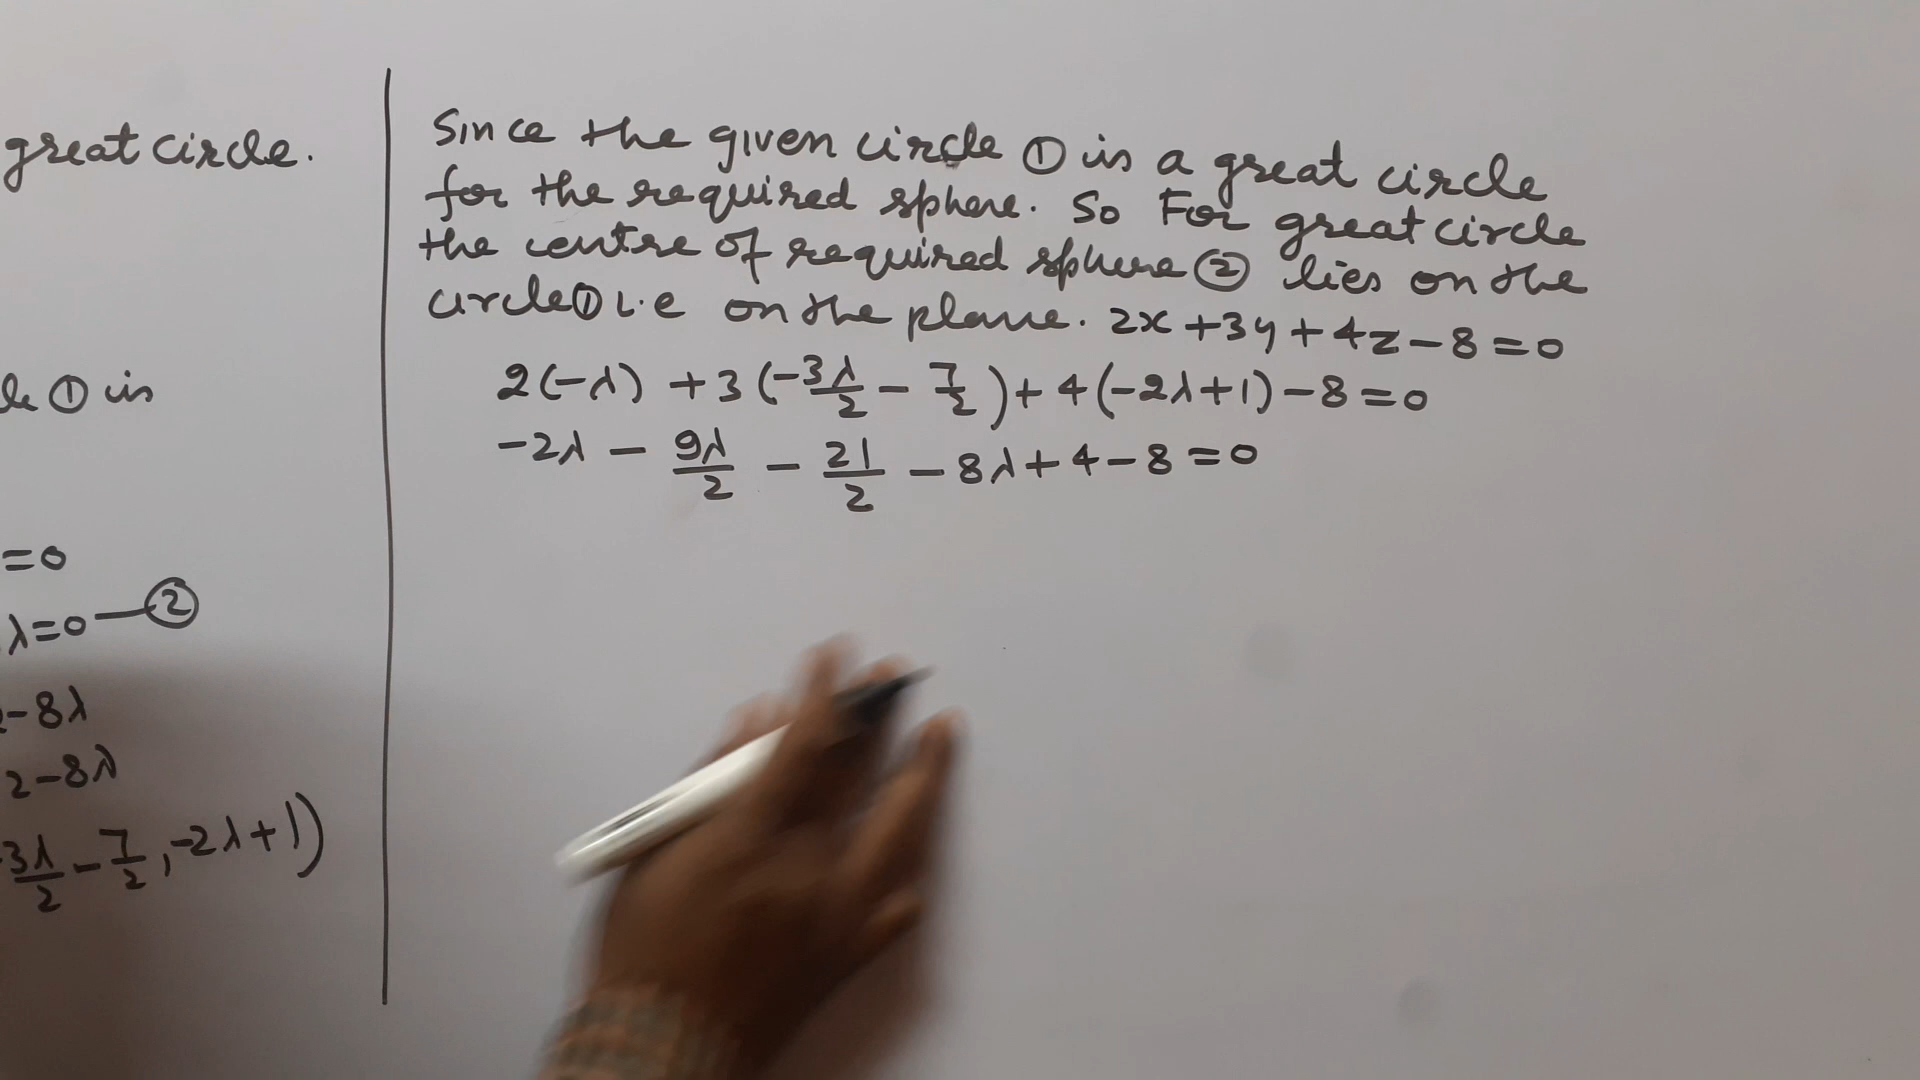 great circle.
le ① is
=0
λ=0 — ②
-8λ
2-8λ
3λ/2 - 7/2, -2λ+1)
Since the given circle ① is a great circle
for the required sphere. So For great circle
the centre of required sphere ② lies on the
circle ① i.e on the plane. 2x+3y+4z-8=0
2(-λ) + 3(-3λ/2 - 7/2) + 4(-2λ+1) - 8 = 0
-2λ - 9λ/2 - 21/2 - 8λ + 4 - 8 = 0